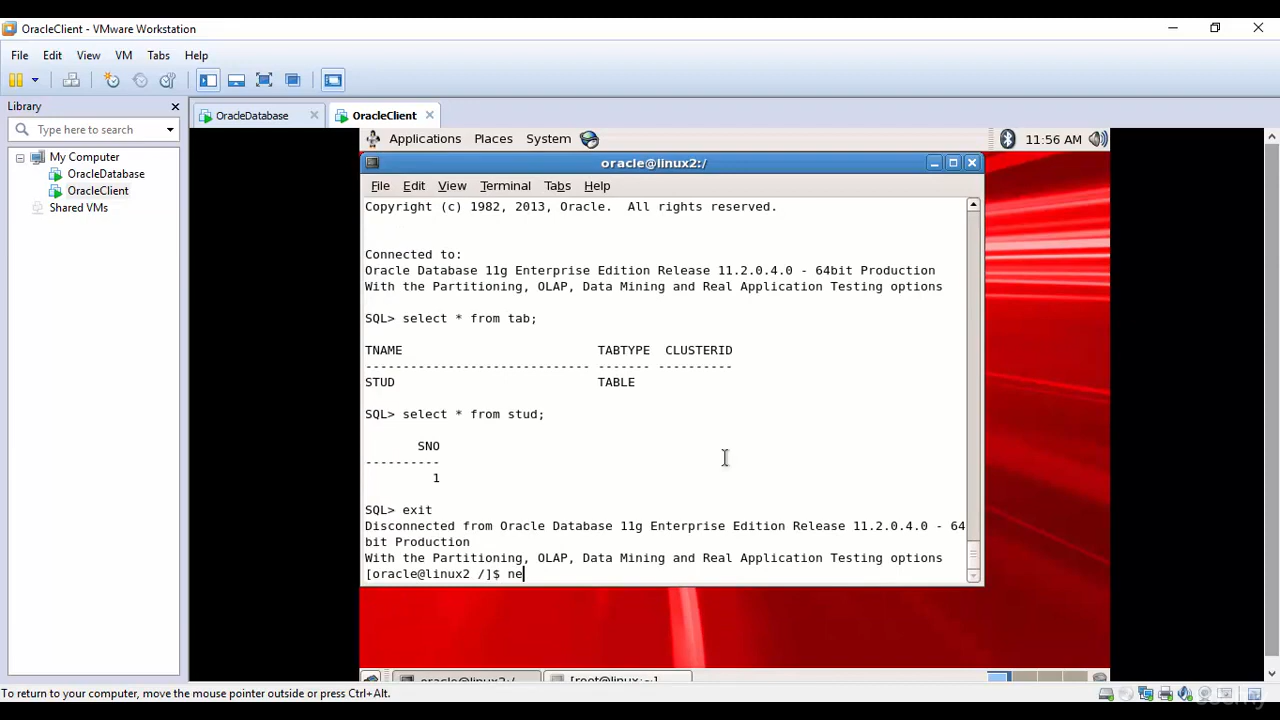 OracleClient - VMware Workstation
File Edit View VM Tabs Help
Library
Type here to search
My Computer
OracleDatabase
OracleClient
Shared VMs
OracleDatabase
OracleClient
Applications Places System
11:56 AM
oracle@linux2:/
File Edit View Terminal Tabs Help
Copyright (c) 1982, 2013, Oracle. All rights reserved.
Connected to:
Oracle Database 11g Enterprise Edition Release 11.2.0.4.0 - 64bit Production
With the Partitioning, OLAP, Data Mining and Real Application Testing options
SQL> select * from tab;
TNAME TABTYPE CLUSTERID
------------------------------ ------- ----------
STUD TABLE
SQL> select * from stud;
SNO
----------
1
SQL> exit
Disconnected from Oracle Database 11g Enterprise Edition Release 11.2.0.4.0 - 64
bit Production
With the Partitioning, OLAP, Data Mining and Real Application Testing options
[oracle@linux2 /]$ ne
oracle@linux2:/
[root@linux:~]
To return to your computer, move the mouse pointer outside or press Ctrl+Alt.